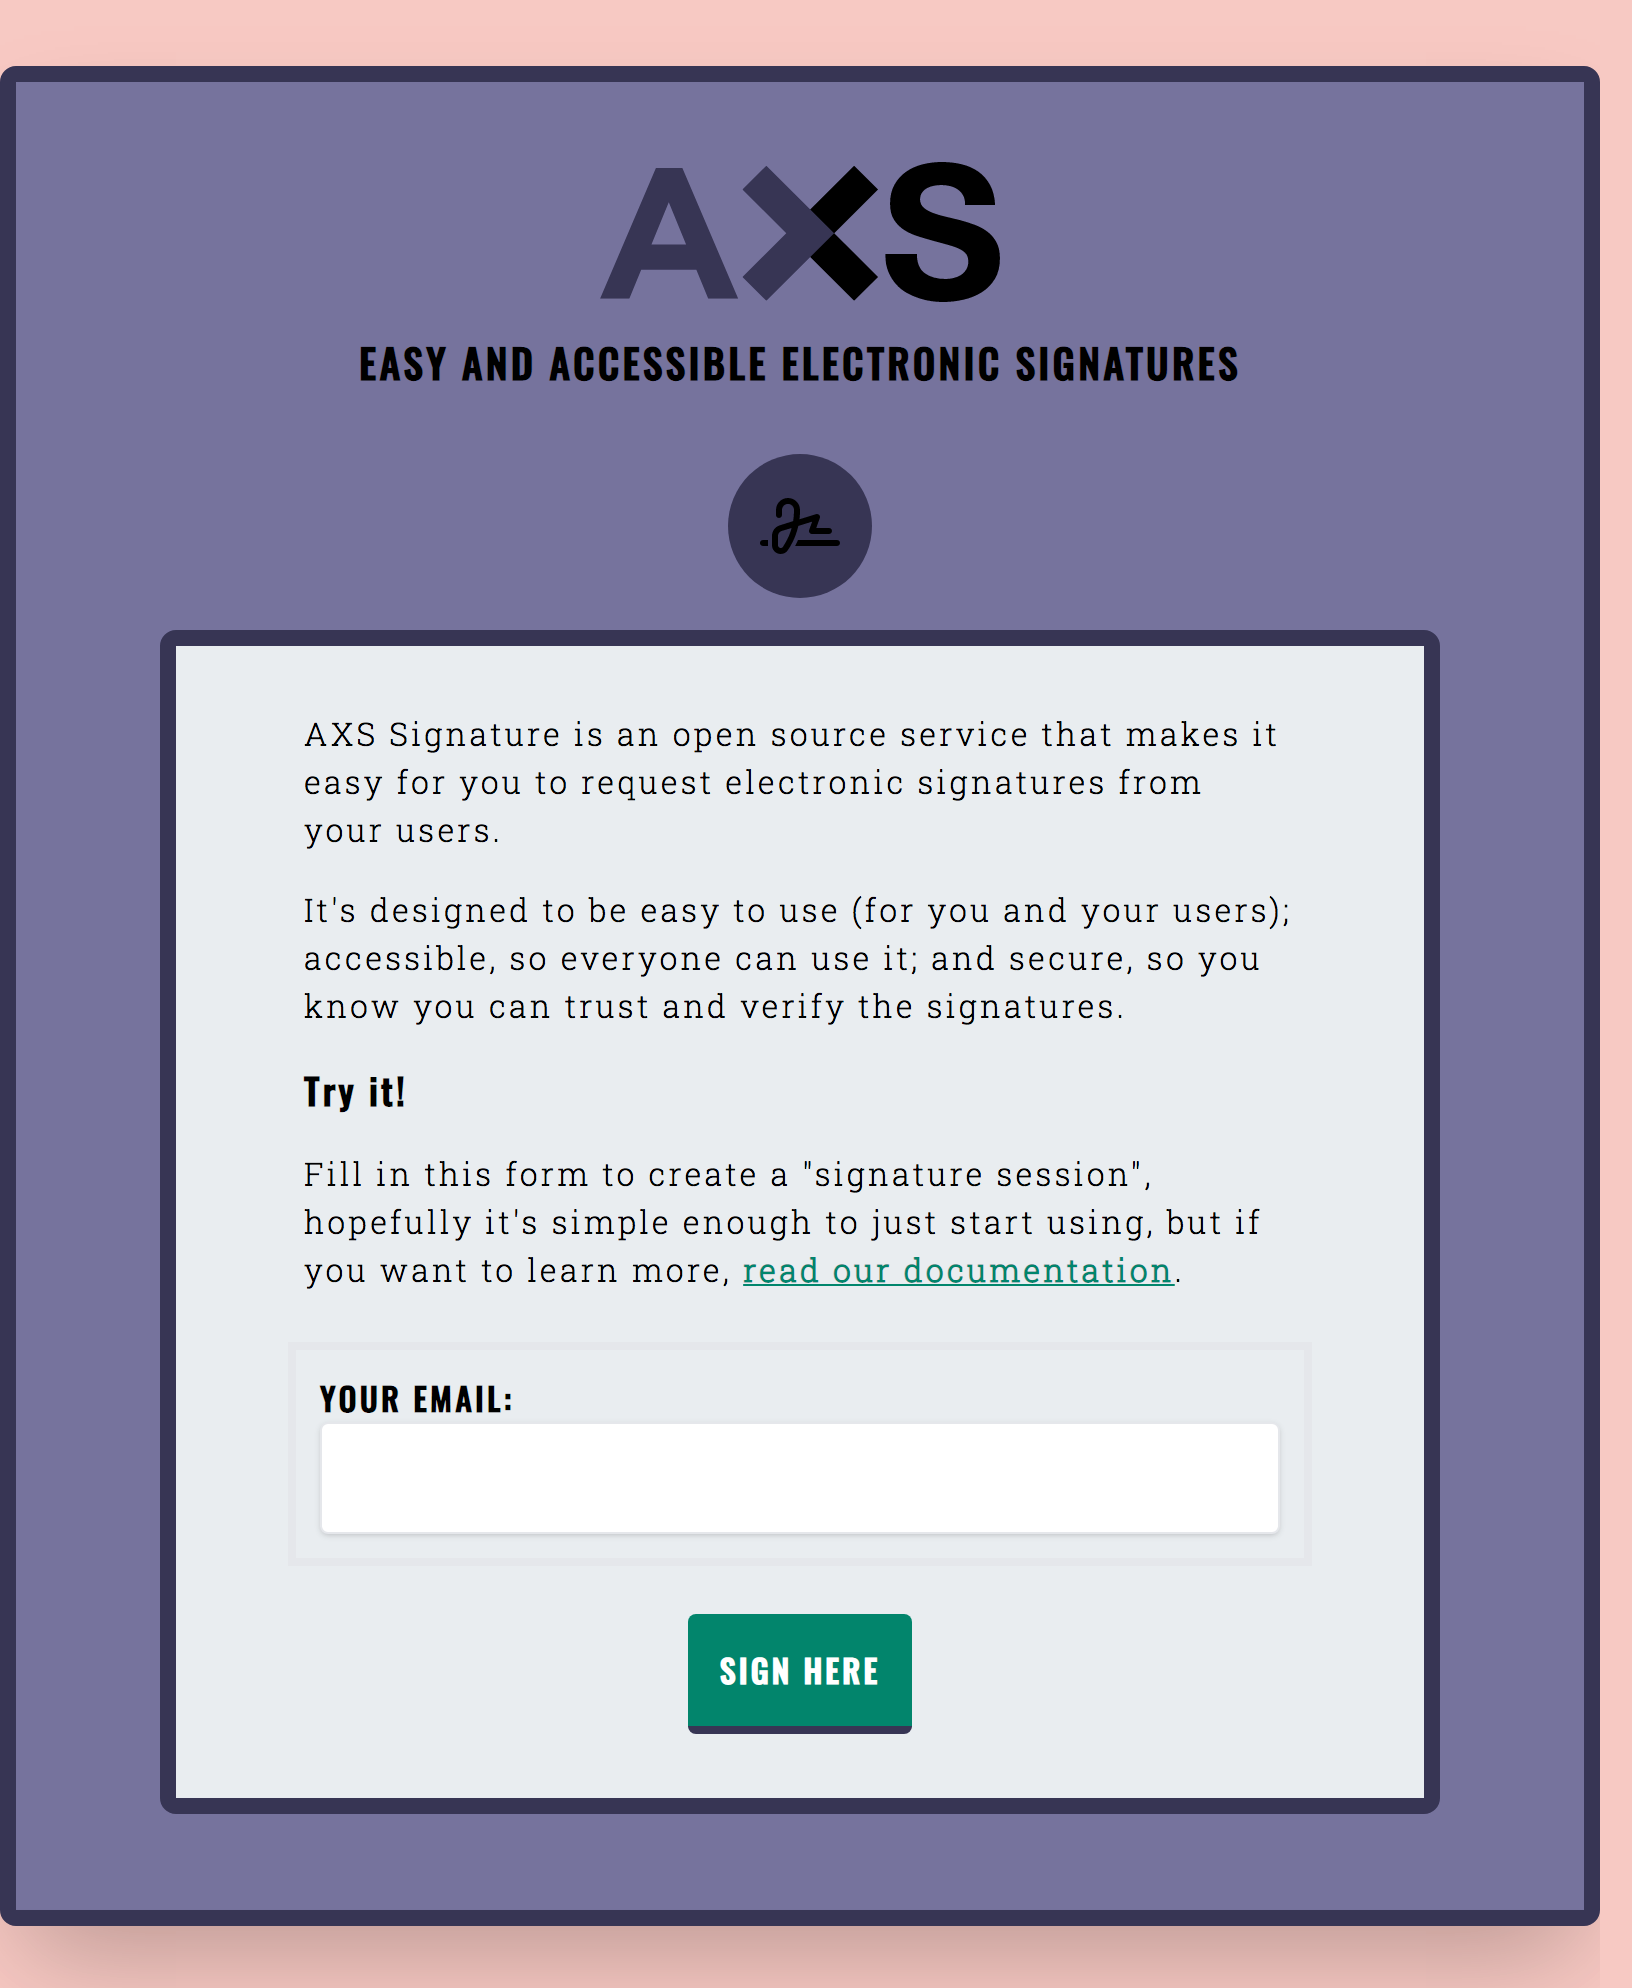 AXS
EASY AND ACCESSIBLE ELECTRONIC SIGNATURES
AXS Signature is an open source service that makes it
easy for you to request electronic signatures from
your users.
It's designed to be easy to use (for you and your users);
accessible, so everyone can use it; and secure, so you
know you can trust and verify the signatures.
Try it!
Fill in this form to create a "signature session",
hopefully it's simple enough to just start using, but if
you want to learn more, read our documentation.
YOUR EMAIL:
SIGN HERE